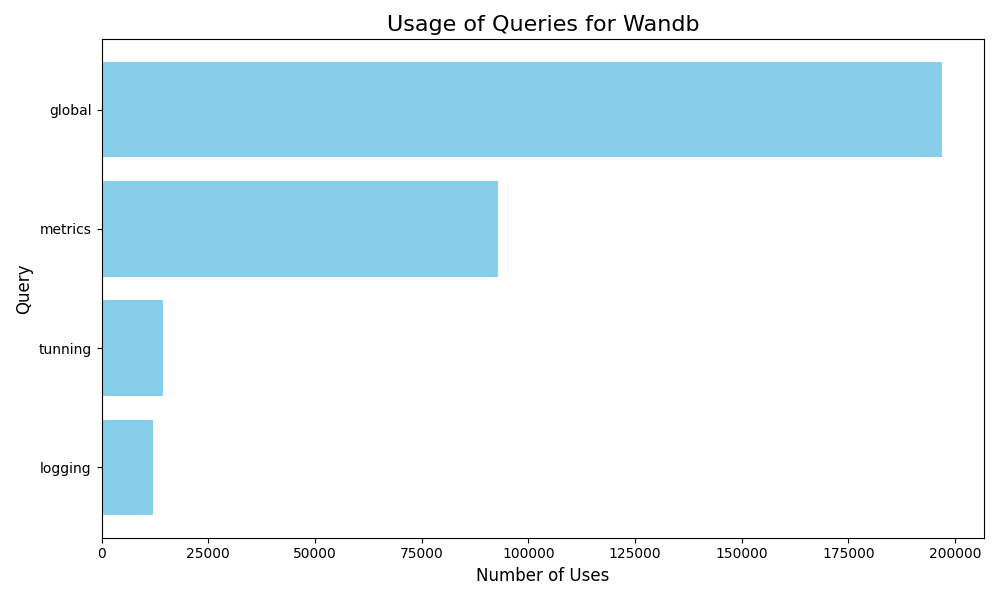 Usage of Queries for Wandb
global
metrics
tunning
logging
Query
0 25000 50000 75000 100000 125000 150000 175000 200000
Number of Uses